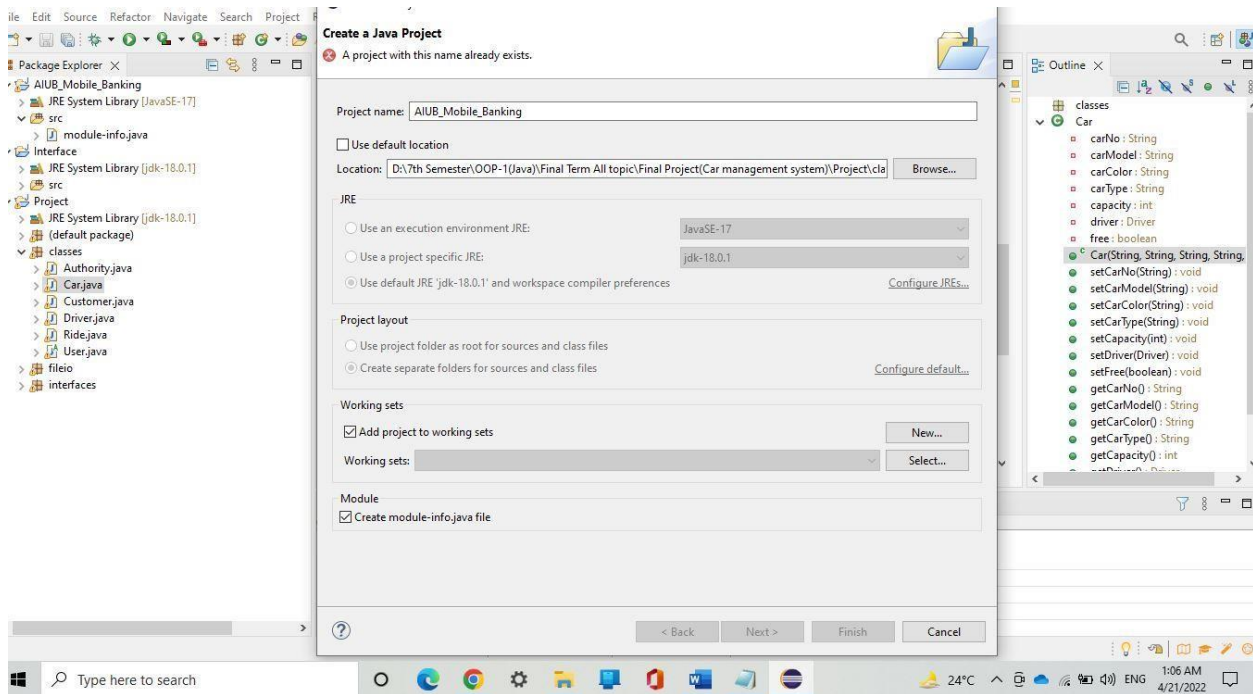 ile Edit Source Refactor Navigate Search Project
Package Explorer
AIUB_Mobile_Banking
JRE System Library [JavaSE-17]
src
module-info.java
Interface
JRE System Library [jdk-18.0.1]
src
Project
JRE System Library [jdk-18.0.1]
(default package)
classes
Authority.java
Car.java
Customer.java
Driver.java
Ride.java
User.java
fileio
interfaces
Create a Java Project
A project with this name already exists.
Project name: AIUB_Mobile_Banking
Use default location
Location: D:\7th Semester\OOP-1(Java)\Final Term All topic\Final Project(Car management system)\Project\cla Browse...
JRE
Use an execution environment JRE: JavaSE-17
Use a project specific JRE: jdk-18.0.1
Use default JRE 'jdk-18.0.1' and workspace compiler preferences Configure JREs...
Project layout
Use project folder as root for sources and class files
Create separate folders for sources and class files Configure default...
Working sets
Add project to working sets New...
Working sets: Select...
Module
Create module-info.java file
< Back Next > Finish Cancel
Outline
classes
Car
carNo : String
carModel : String
carColor : String
carType : String
capacity : int
driver : Driver
free : boolean
Car(String, String, String, String,
setCarNo(String) : void
setCarModel(String) : void
setCarColor(String) : void
setCarType(String) : void
setCapacity(int) : void
setDriver(Driver) : void
setFree(boolean) : void
getCarNo() : String
getCarModel() : String
getCarColor() : String
getCarType() : String
getCapacity() : int
Type here to search
24°C ENG 1:06 AM
4/21/2022